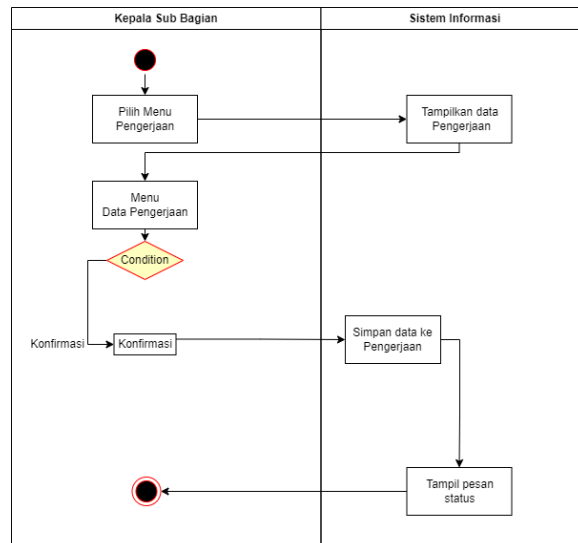 Kepala Sub Bagian
Sistem Informasi
Pilih Menu
Pengerjaan
Tampilkan data
Pengerjaan
Menu
Data Pengerjaan
Condition
Konfirmasi
Konfirmasi
Simpan data ke
Pengerjaan
Tampil pesan
status